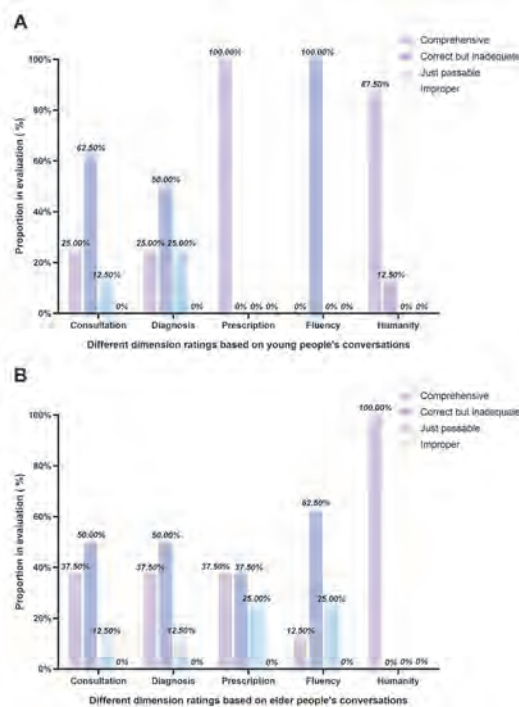 A
Comprehensive
Correct but inadequate
Just passable
Improper
Proportion in evaluation ( %)
100%
80%
60%
40%
20%
0%
25.00%
62.50%
12.50%
0%
25.00%
50.00%
25.00%
0%
100.00%
0% 0% 0%
0%
100.00%
0% 0%
87.50%
12.50%
0% 0%
Consultation Diagnosis Prescription Fluency Humanity
Different dimension ratings based on young people's conversations
B
Comprehensive
Correct but inadequate
Just passable
Improper
Proportion in evaluation ( %)
100%
80%
60%
40%
20%
0%
37.50%
50.00%
12.50%
0%
37.50%
50.00%
12.50%
0%
37.50%
37.50%
25.00%
0%
12.50%
62.50%
25.00%
0%
100.00%
0% 0% 0%
Consultation Diagnosis Prescription Fluency Humanity
Different dimension ratings based on elder people's conversations